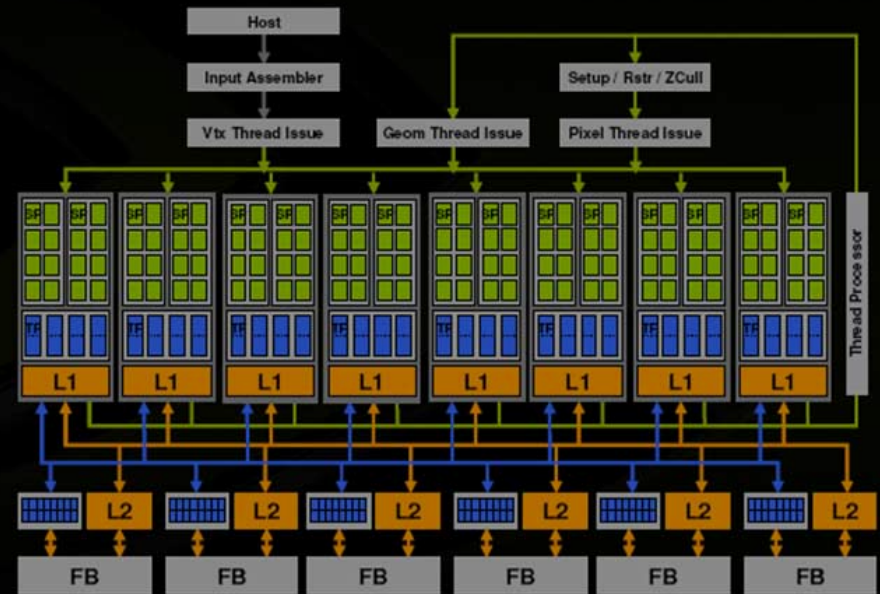 Host
Input Assembler
Setup / Rstr / ZCull
Vtx Thread Issue
Geom Thread Issue
Pixel Thread Issue
SP SP SP SP SP SP SP SP SP SP SP SP SP SP SP SP
Thread Processor
TF TF TF TF TF TF TF TF
L1 L1 L1 L1 L1 L1 L1 L1
L2 L2 L2 L2 L2 L2
FB FB FB FB FB FB